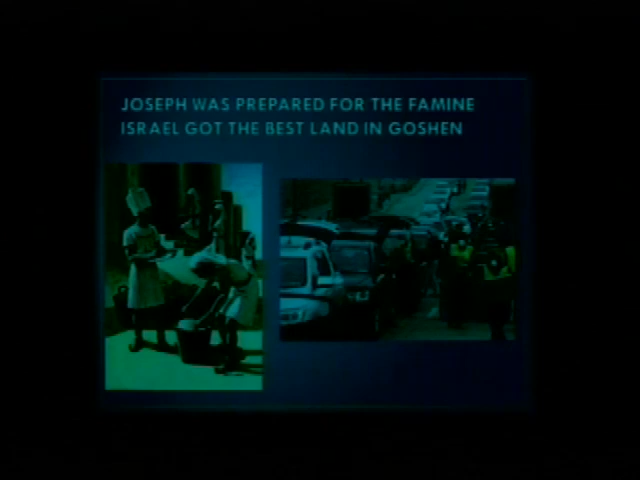 JOSEPH WAS PREPARED FOR THE FAMINE
ISRAEL GOT THE BEST LAND IN GOSHEN